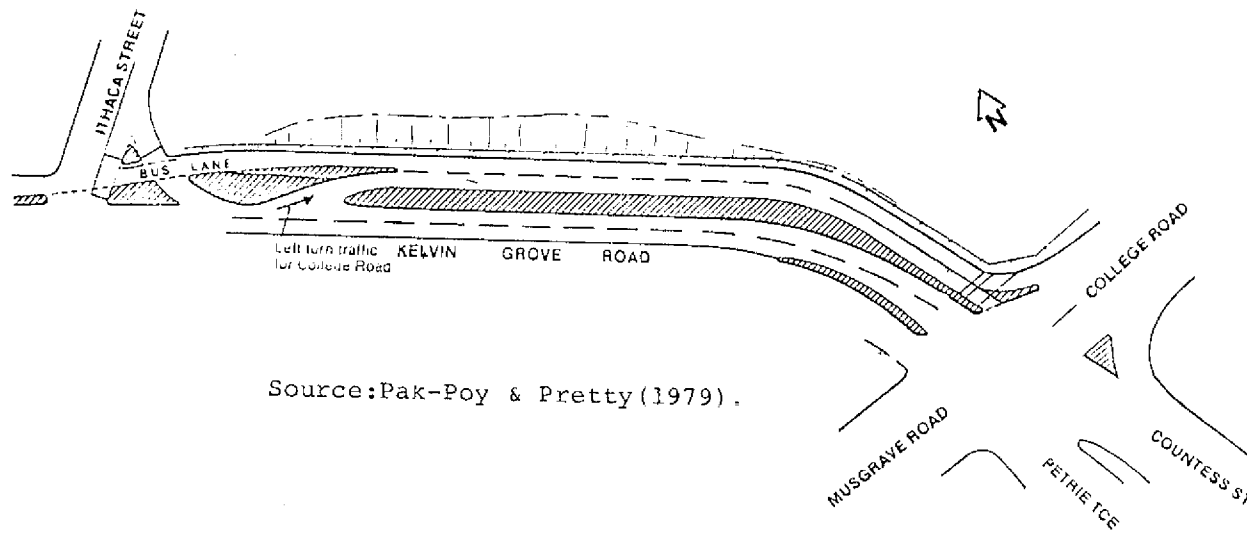 ITHACA STREET
BUS LANE
N
Left turn traffic
for College Road
KELVIN GROVE ROAD
COLLEGE ROAD
Source:Pak-Poy & Pretty(1979).
MUSGRAVE ROAD
PETRIE TCE
COUNTESS ST